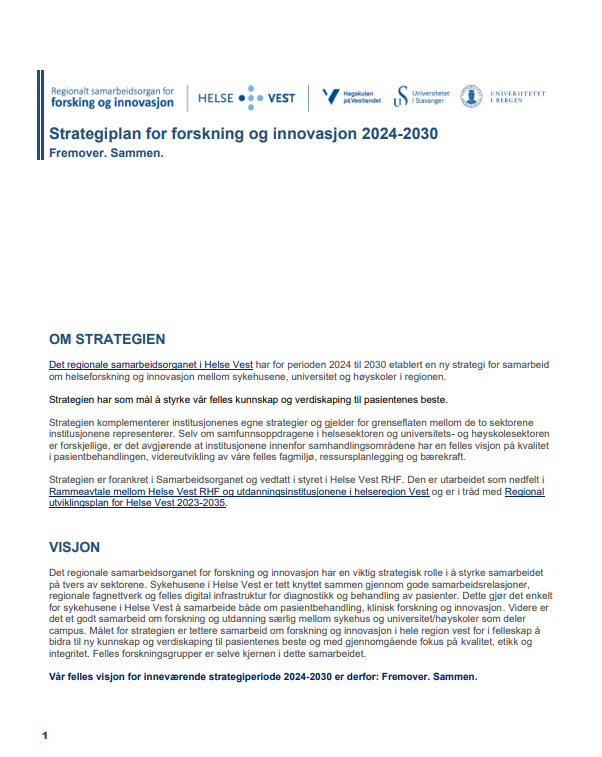 Regionalt samarbeidsorgan for
forsking og innovasjon
HELSE VEST
Høgskulen
på Vestlandet
Universitetet
i Stavanger
UNIVERSITETET
I BERGEN
Strategiplan for forskning og innovasjon 2024-2030
Fremover. Sammen.
OM STRATEGIEN
Det regionale samarbeidsorganet i Helse Vest har for perioden 2024 til 2030 etablert en ny strategi for samarbeid
om helseforskning og innovasjon mellom sykehusene, universitet og høyskoler i regionen.
Strategien har som mål å styrke vår felles kunnskap og verdiskaping til pasientenes beste.
Strategien komplementerer institusjonenes egne strategier og gjelder for grenseflaten mellom de to sektorene
institusjonene representerer. Selv om samfunnsoppdragene i helsesektoren og universitets- og høyskolesektoren
er forskjellige, er det avgjørende at institusjonene innenfor samhandlingsområdene har en felles visjon på kvalitet
i pasientbehandlingen, videreutvikling av våre felles fagmiljø, ressursplanlegging og bærekraft.
Strategien er forankret i Samarbeidsorganet og vedtatt i styret i Helse Vest RHF. Den er utarbeidet som nedfelt i
Rammeavtale mellom Helse Vest RHF og utdanningsinstitusjonene i helseregion Vest og er i tråd med Regional
utviklingsplan for Helse Vest 2023-2035.
VISJON
Det regionale samarbeidsorganet for forskning og innovasjon har en viktig strategisk rolle i å styrke samarbeidet
på tvers av sektorene. Sykehusene i Helse Vest er tett knyttet sammen gjennom gode samarbeidsrelasjoner,
regionale fagnettverk og felles digital infrastruktur for diagnostikk og behandling av pasienter. Dette gjør det enkelt
for sykehusene i Helse Vest å samarbeide både om pasientbehandling, klinisk forskning og innovasjon. Videre er
det et godt samarbeid om forskning og utdanning særlig mellom sykehus og universitet/høyskoler som deler
campus. Målet for strategien er tettere samarbeid om forskning og innovasjon i hele region vest for i felleskap å
bidra til ny kunnskap og verdiskaping til pasientenes beste og med gjennomgående fokus på kvalitet, etikk og
integritet. Felles forskningsgrupper er selve kjernen i dette samarbeidet.
Vår felles visjon for inneværende strategiperiode 2024-2030 er derfor: Fremover. Sammen.
1